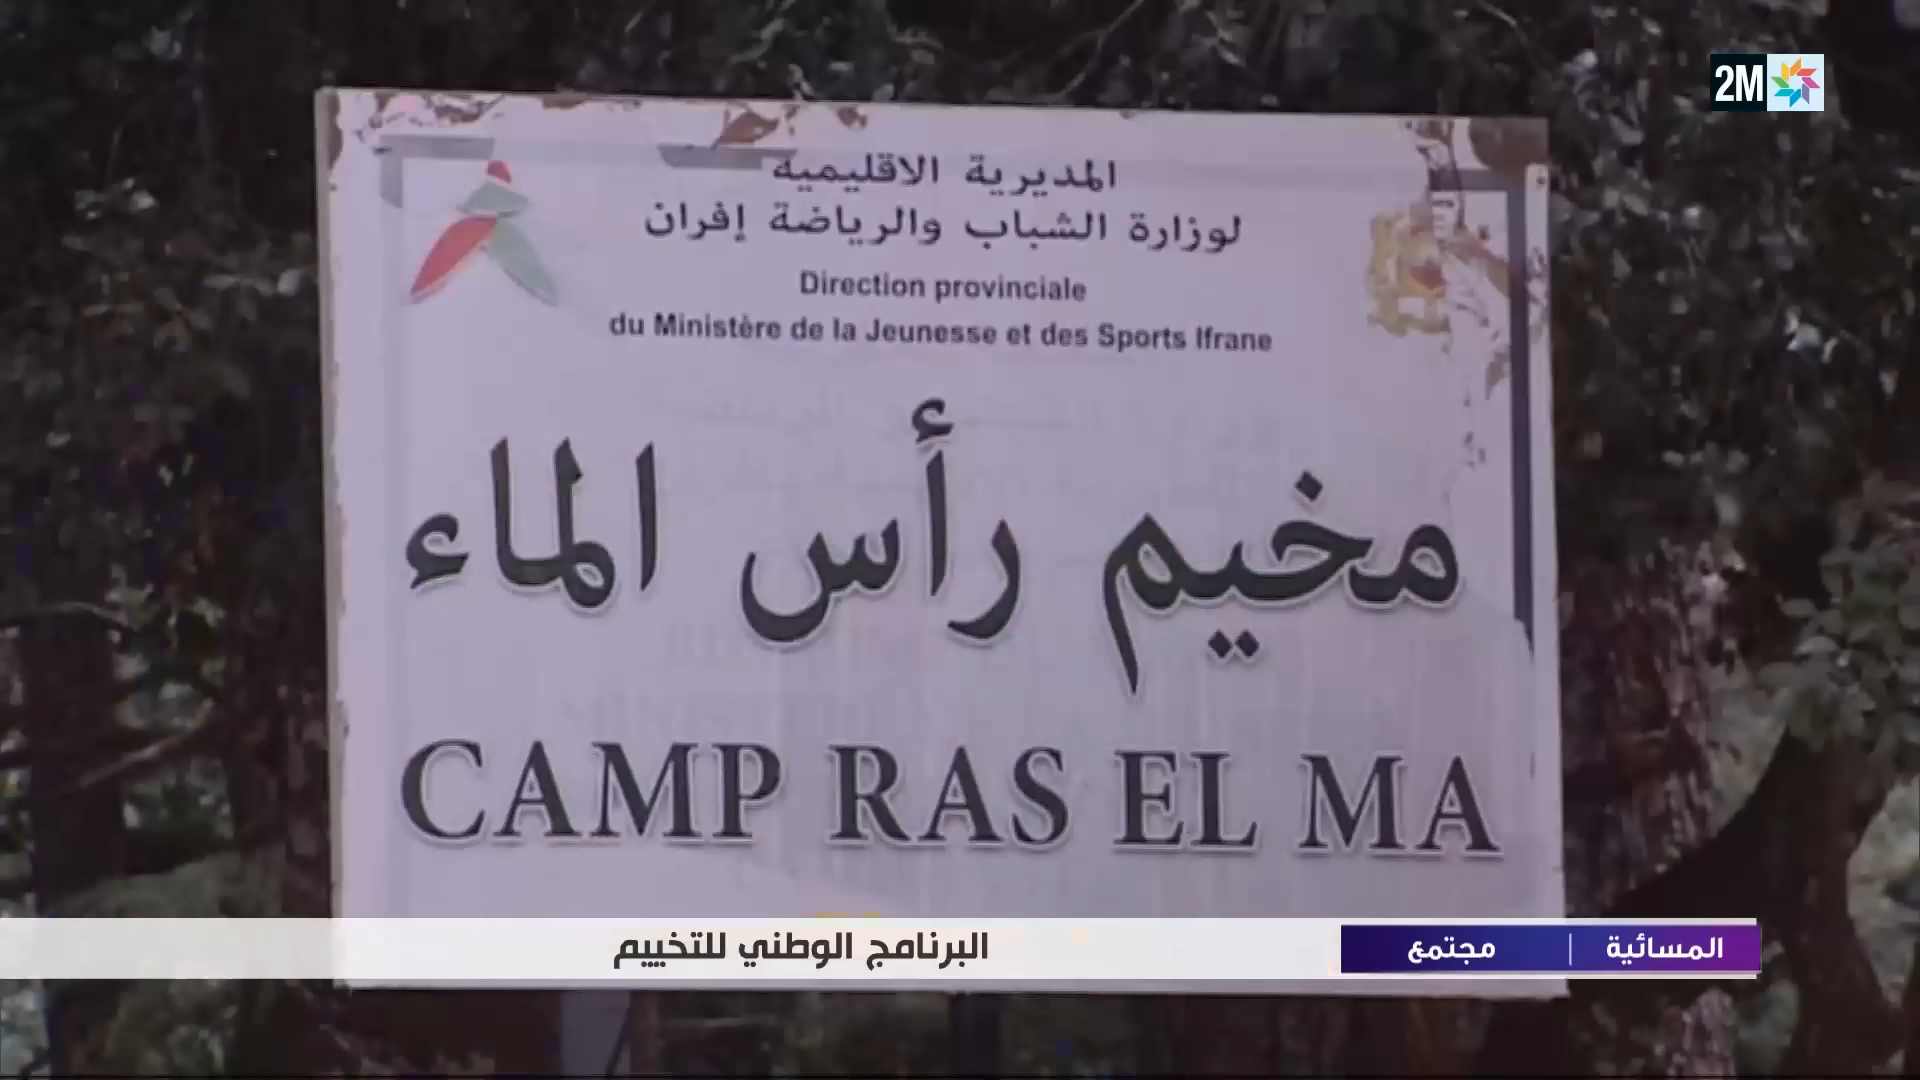 2M
المديرية الاقليمية
لوزارة الشباب والرياضة إفران
Direction provinciale
du Ministère de la Jeunesse et des Sports Ifrane
مخيم رأس الماء
CAMP RAS EL MA
المسائية | مجتمع
البرنامج الوطني للتخييم